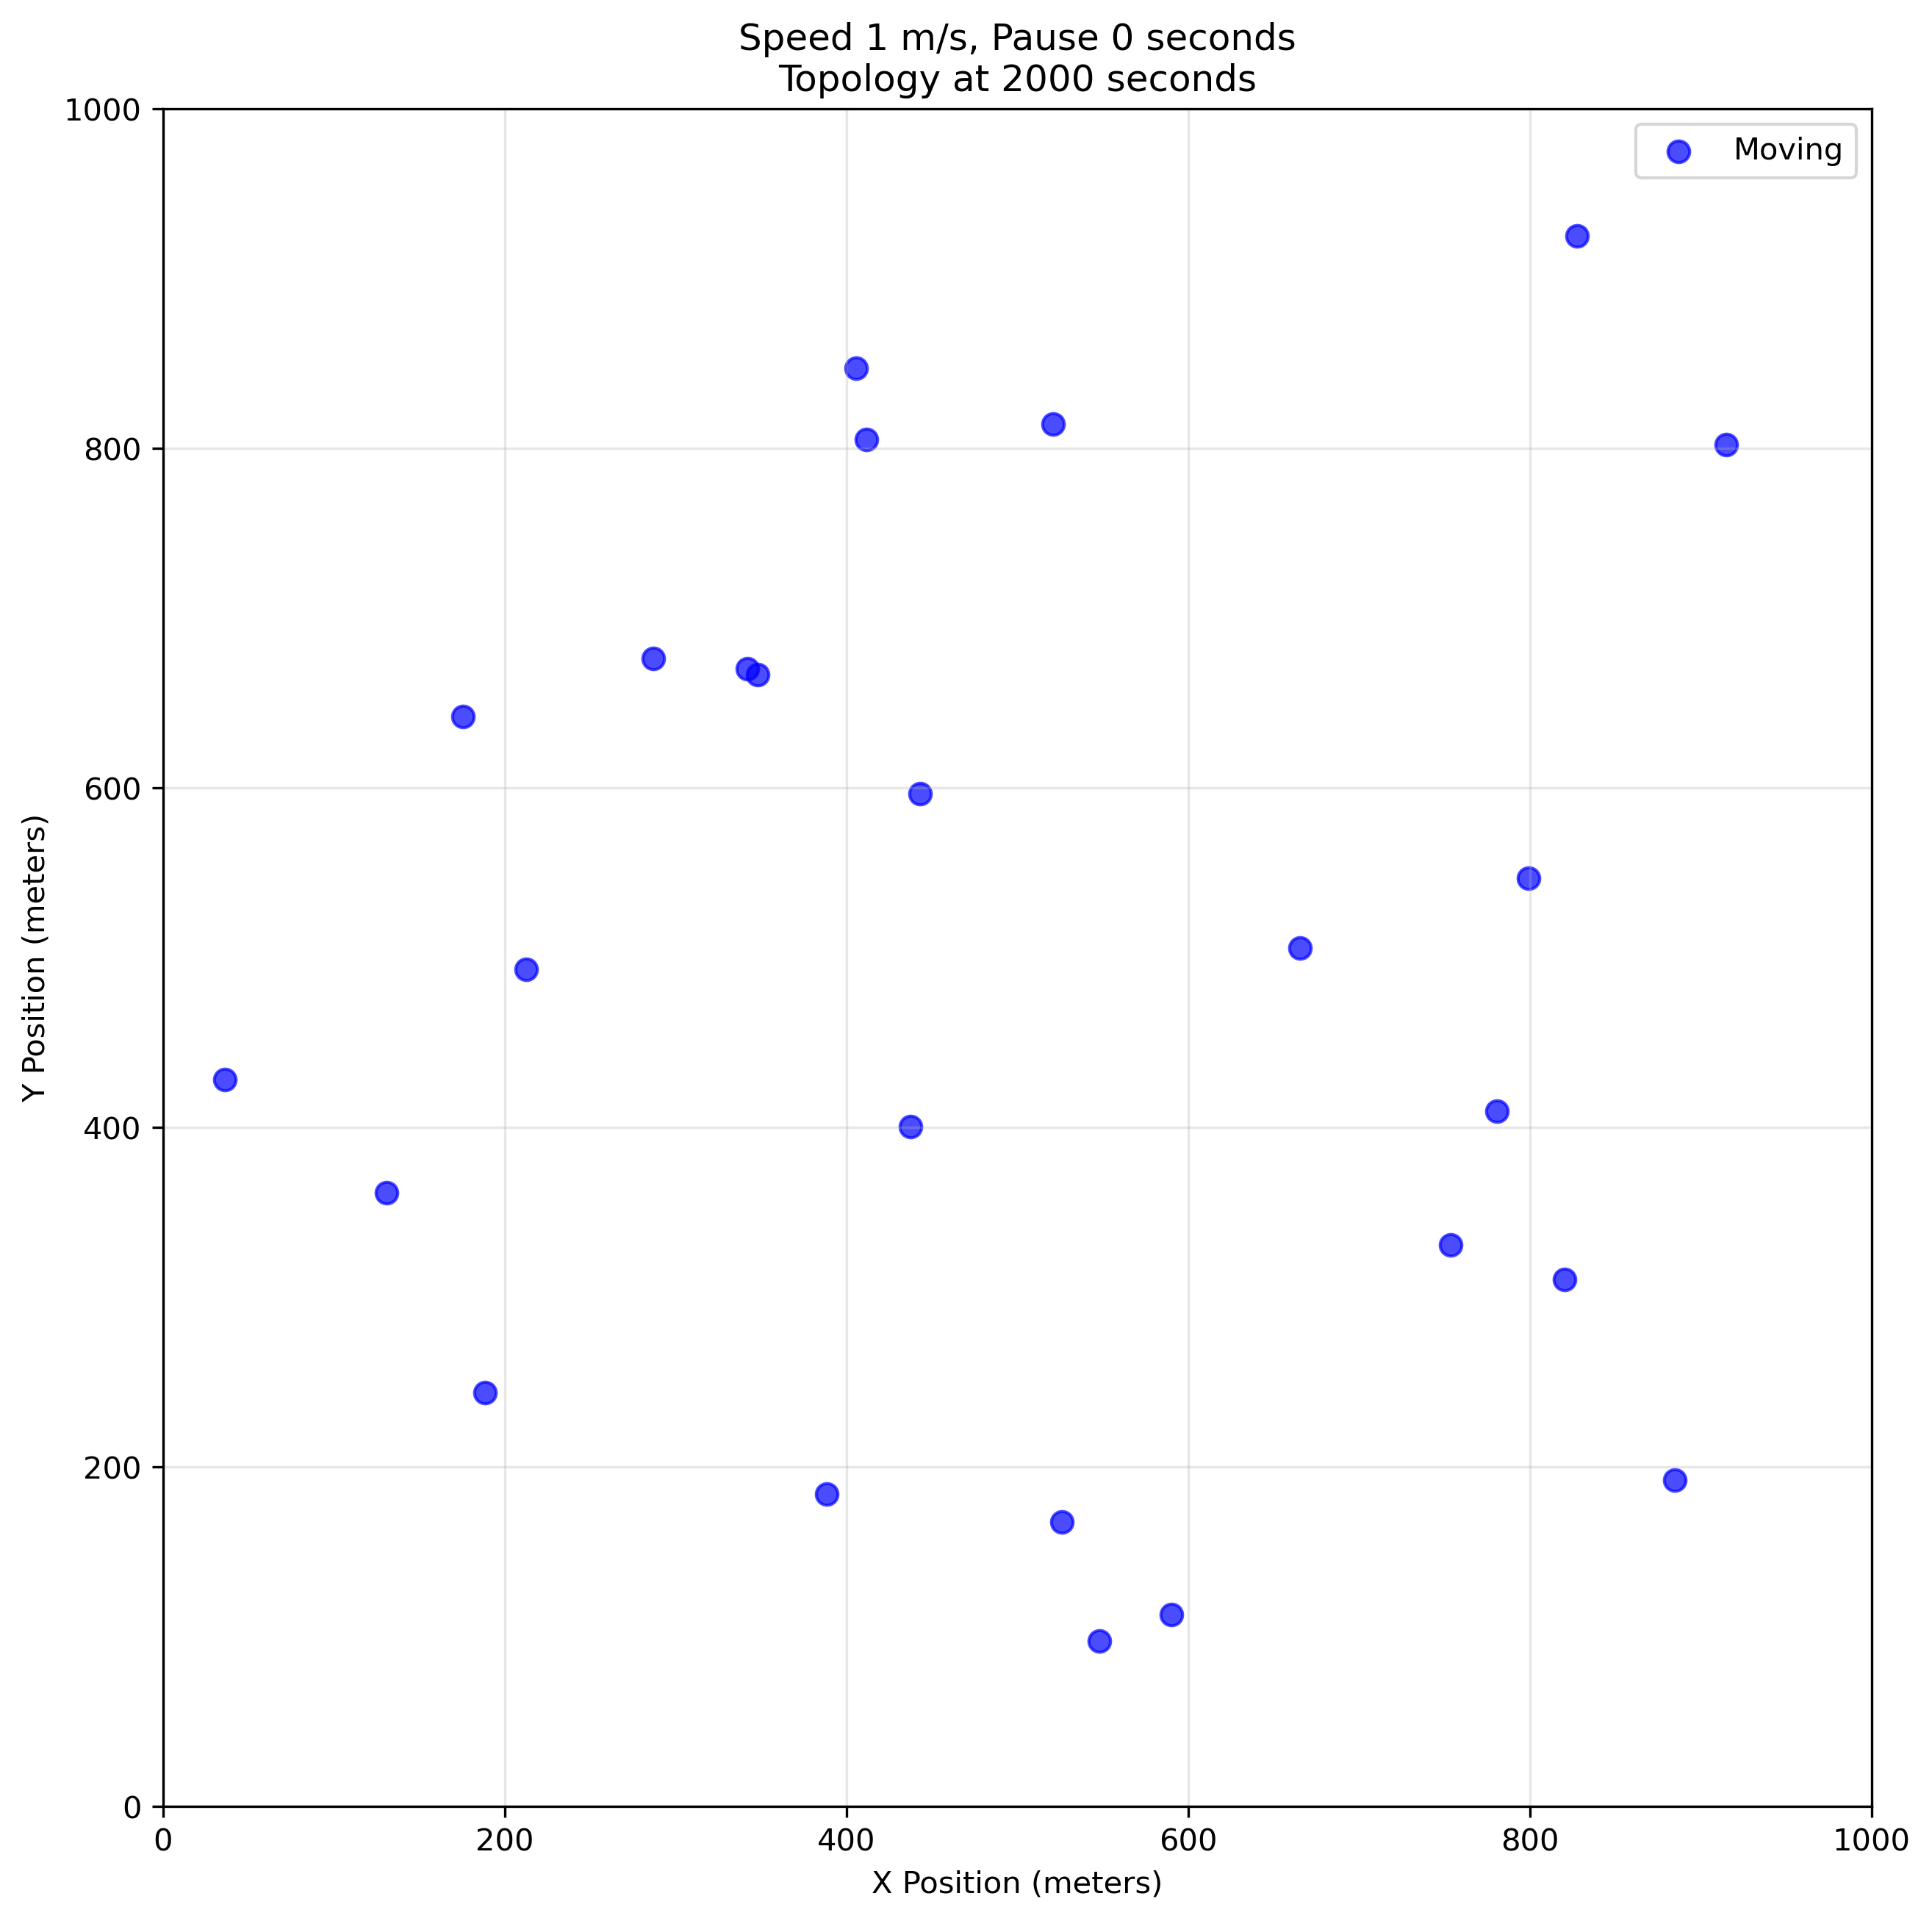 Speed 1 m/s, Pause 0 seconds
Topology at 2000 seconds
Moving
1000
800
600
400
200
0
Y Position (meters)
0 200 400 600 800 1000
X Position (meters)